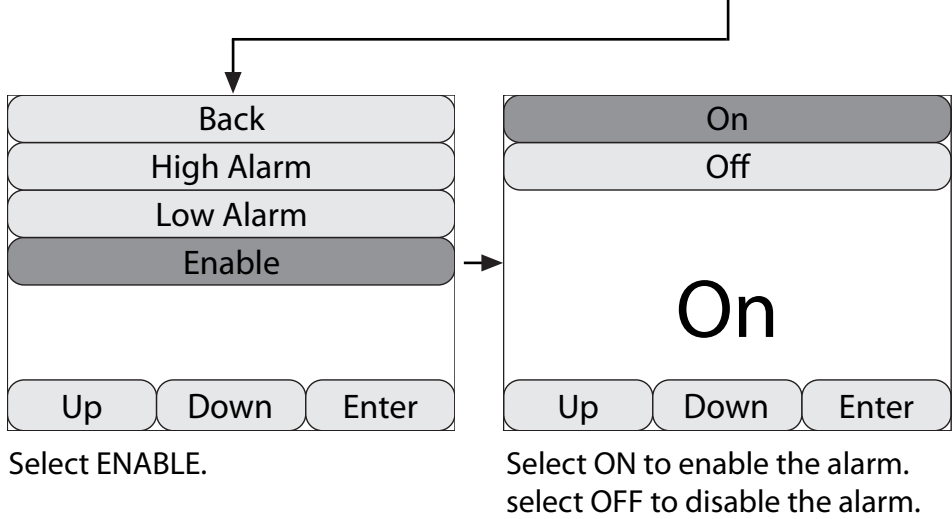 Back
High Alarm
Low Alarm
Enable
Up Down Enter
Select ENABLE.
On
Off
On
Up Down Enter
Select ON to enable the alarm.
select OFF to disable the alarm.